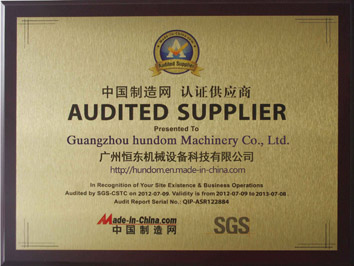 Audited Supplier
中国制造网 认证供应商
AUDITED SUPPLIER
Presented To
Guangzhou hundom Machinery Co., Ltd.
广州恒东机械设备科技有限公司
http://hundom.en.made-in-china.com
In Recognition of Your Site Existence & Business Operations
Audited by SGS-CSTC on 2012-07-09. Validity is from 2012-07-09 to 2013-07-08.
Audit Report Serial No.: QIP-ASR122884
Made-in-China.com
中国制造网
SGS